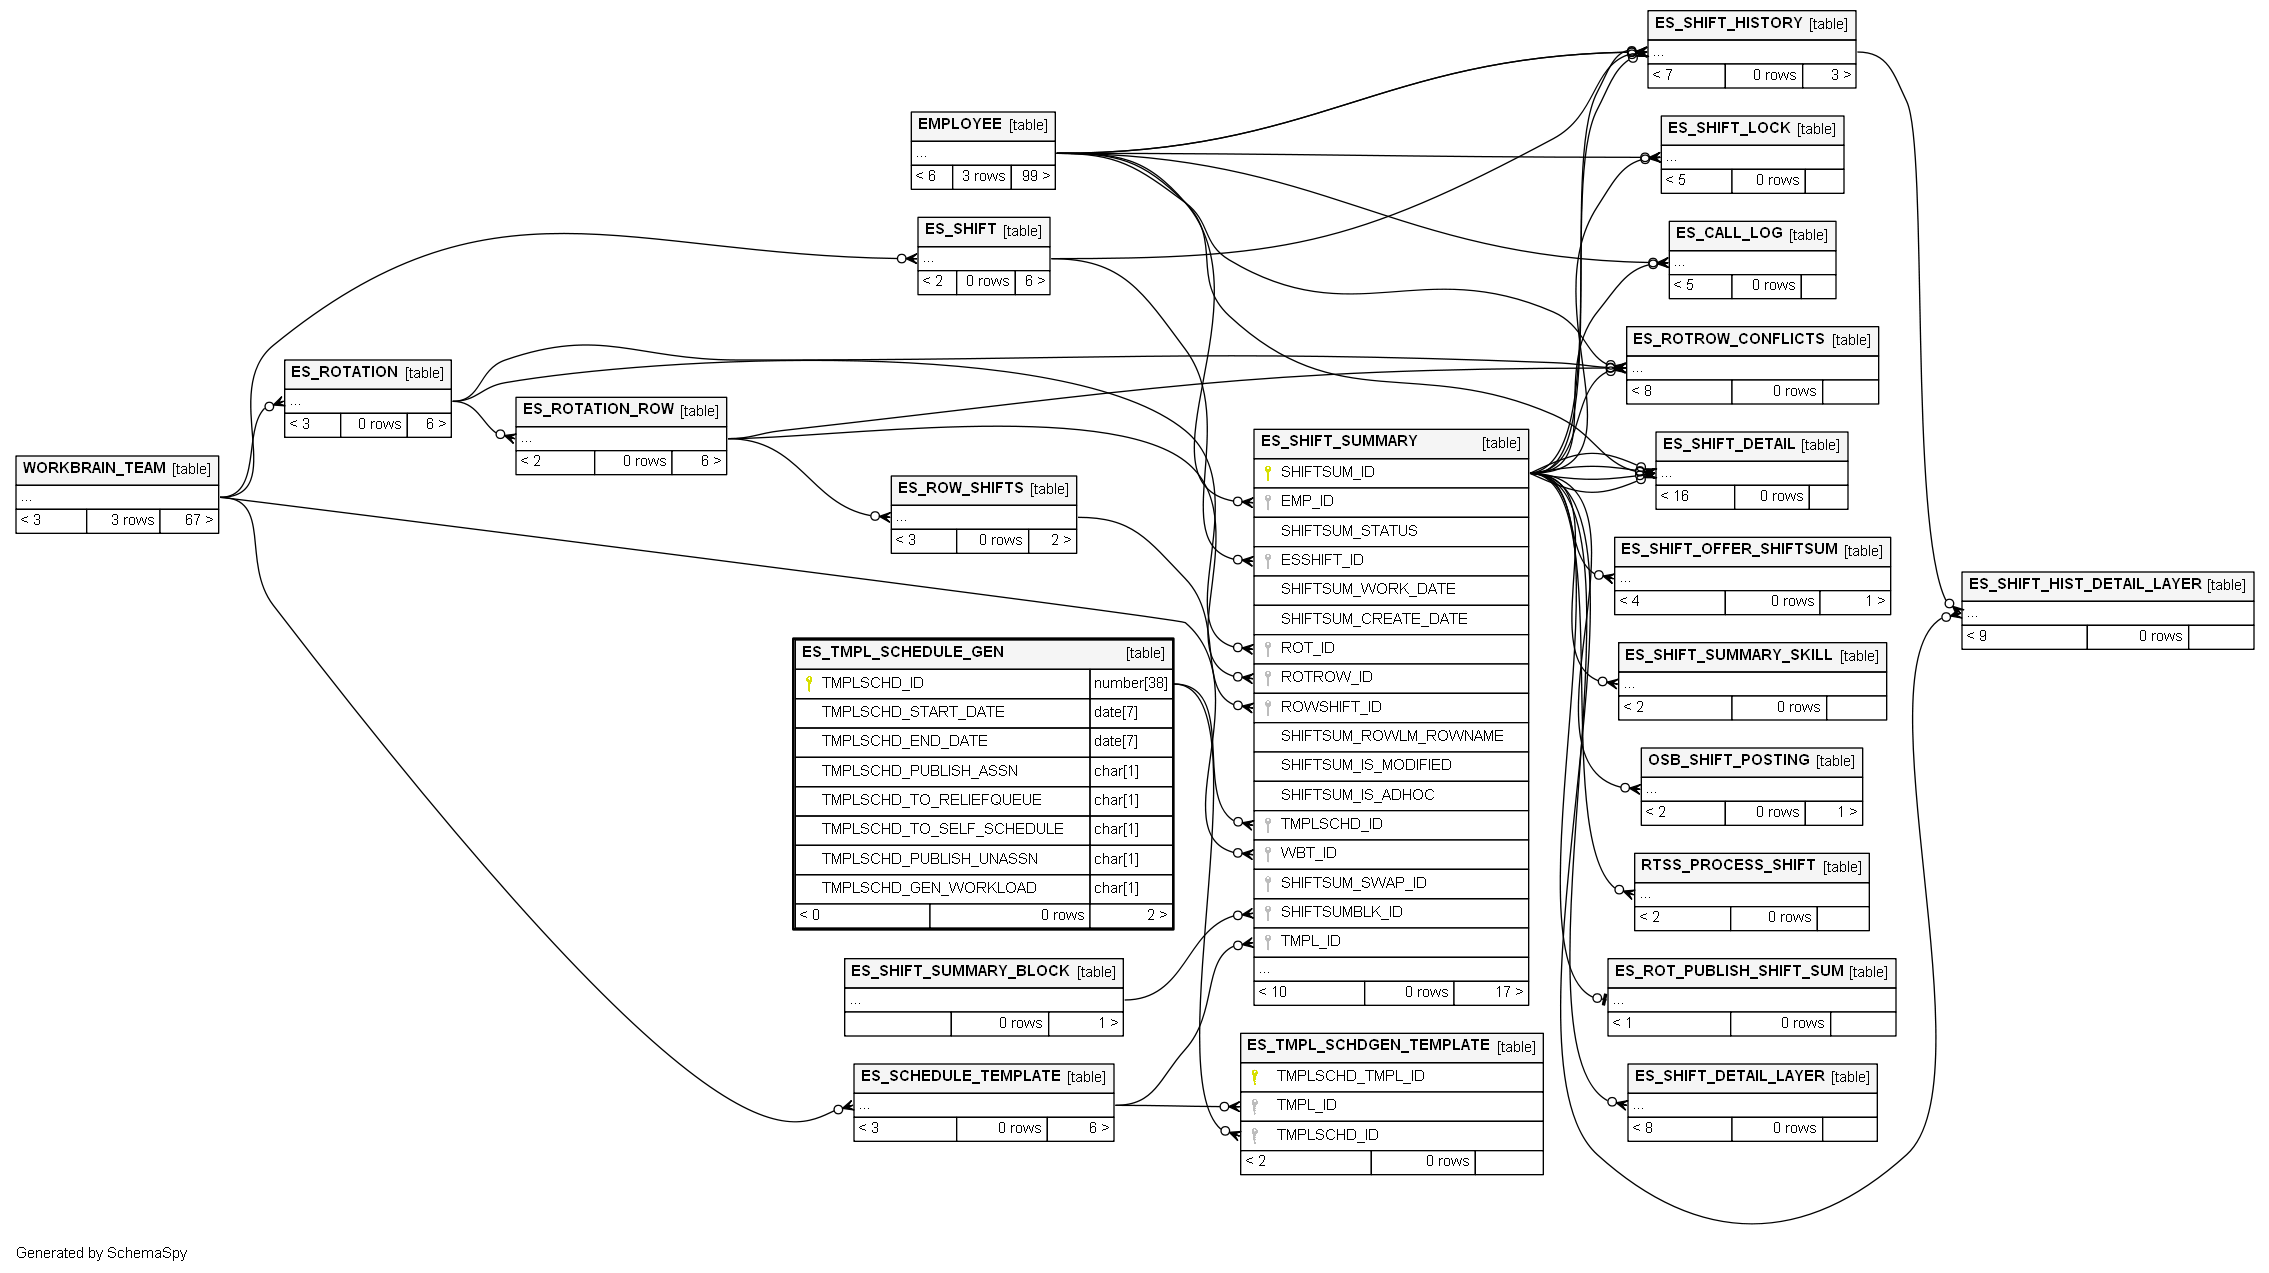 ES_SHIFT_HISTORY [table]
...
< 7 0 rows 3 >
EMPLOYEE [table]
...
< 6 3 rows 99 >
ES_SHIFT_LOCK [table]
...
< 5 0 rows
ES_SHIFT [table]
...
< 2 0 rows 6 >
ES_CALL_LOG [table]
...
< 5 0 rows
ES_ROTROW_CONFLICTS [table]
...
< 8 0 rows
ES_ROTATION [table]
...
< 3 0 rows 6 >
ES_ROTATION_ROW [table]
...
< 2 0 rows 6 >
WORKBRAIN_TEAM [table]
...
< 3 3 rows 67 >
ES_ROW_SHIFTS [table]
...
< 3 0 rows 2 >
ES_SHIFT_SUMMARY [table]
SHIFTSUM_ID
EMP_ID
SHIFTSUM_STATUS
ESSHIFT_ID
SHIFTSUM_WORK_DATE
SHIFTSUM_CREATE_DATE
ROT_ID
ROTROW_ID
ROWSHIFT_ID
SHIFTSUM_ROWLM_ROWNAME
SHIFTSUM_IS_MODIFIED
SHIFTSUM_IS_ADHOC
TMPLSCHD_ID
WBT_ID
SHIFTSUM_SWAP_ID
SHIFTSUMBLK_ID
TMPL_ID
...
< 10 0 rows 17 >
ES_SHIFT_DETAIL [table]
...
< 16 0 rows
ES_SHIFT_OFFER_SHIFTSUM [table]
...
< 4 0 rows 1 >
ES_SHIFT_HIST_DETAIL_LAYER [table]
...
< 9 0 rows
ES_TMPL_SCHEDULE_GEN [table]
TMPLSCHD_ID number[38]
TMPLSCHD_START_DATE date[7]
TMPLSCHD_END_DATE date[7]
TMPLSCHD_PUBLISH_ASSN char[1]
TMPLSCHD_TO_RELIEFQUEUE char[1]
TMPLSCHD_TO_SELF_SCHEDULE char[1]
TMPLSCHD_PUBLISH_UNASSN char[1]
TMPLSCHD_GEN_WORKLOAD char[1]
< 0 0 rows 2 >
ES_SHIFT_SUMMARY_SKILL [table]
...
< 2 0 rows
OSB_SHIFT_POSTING [table]
...
< 2 0 rows 1 >
RTSS_PROCESS_SHIFT [table]
...
< 2 0 rows
ES_SHIFT_SUMMARY_BLOCK [table]
...
0 rows 1 >
ES_ROT_PUBLISH_SHIFT_SUM [table]
...
< 1 0 rows
ES_SCHEDULE_TEMPLATE [table]
...
< 3 0 rows 6 >
ES_TMPL_SCHDGEN_TEMPLATE [table]
TMPLSCHD_TMPL_ID
TMPL_ID
TMPLSCHD_ID
< 2 0 rows
ES_SHIFT_DETAIL_LAYER [table]
...
< 8 0 rows
Generated by SchemaSpy